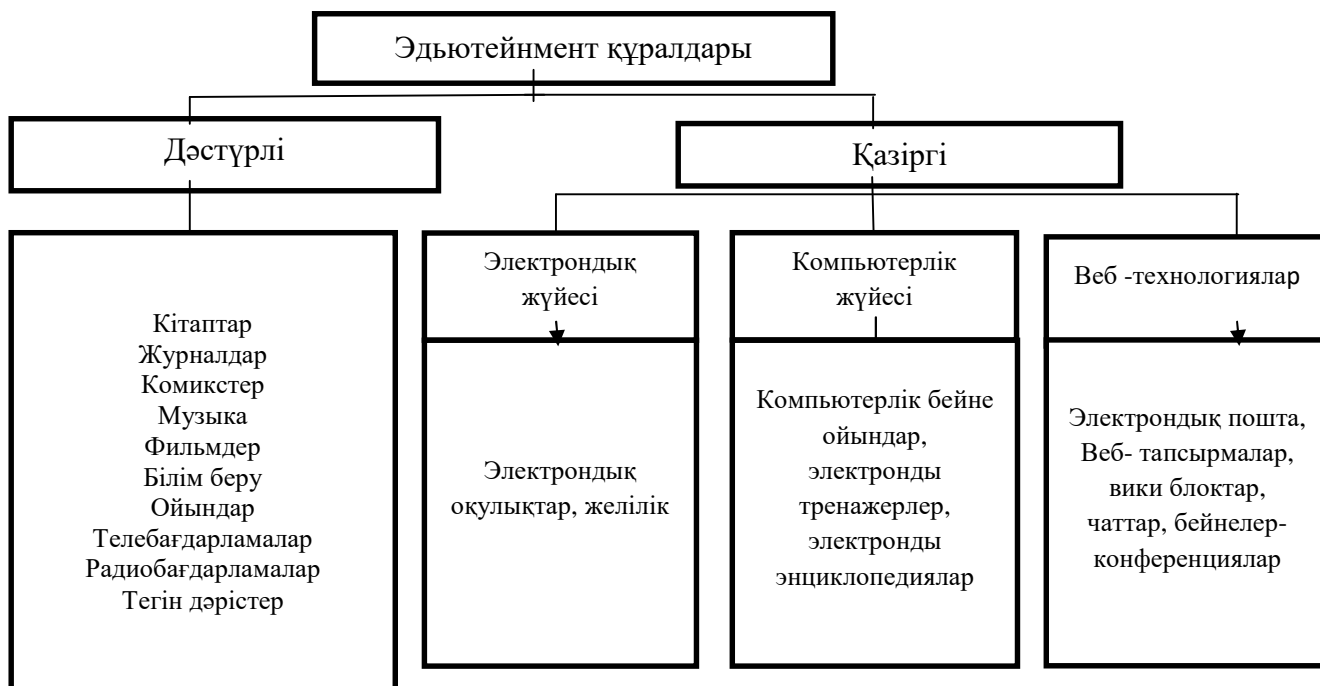 Эдьютейнмент құралдары
Дәстүрлі
Қазіргі
Кітаптар
Журналдар
Комикстер
Музыка
Фильмдер
Білім беру
Ойындар
Телебағдарламалар
Радиобағдарламалар
Тегін дәрістер
Электрондық
жүйесі
Электрондық
оқулықтар, желілік
Компьютерлік
жүйесі
Компьютерлік бейне
ойындар,
электронды
тренажерлер,
электронды
энциклопедиялар
Веб -технологиялар
Электрондық пошта,
Веб- тапсырмалар,
вики блоктар,
чаттар, бейнелер-
конференциялар